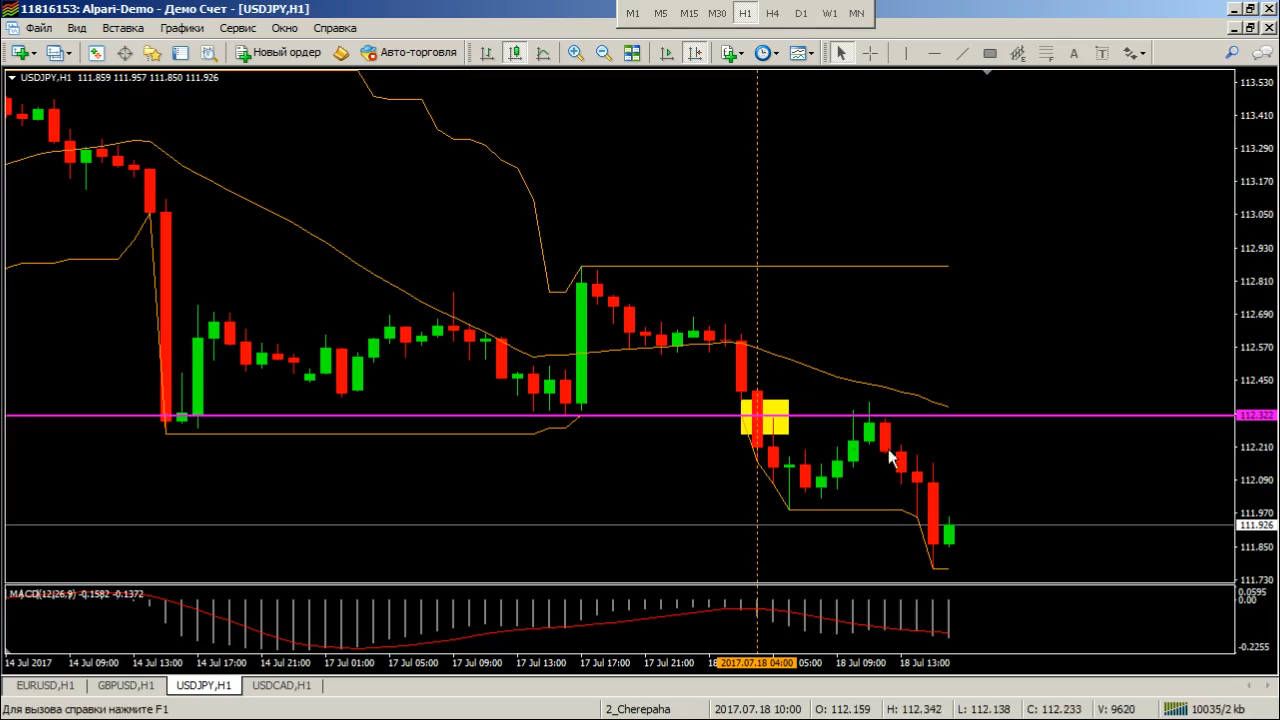 11816153: Alpari-Demo - Демо Счет - [USDJPY,H1]
M1 M5 M15 H1 H4 D1 W1 MN
Файл Вид Вставка Графики Сервис Окно Справка
Новый ордер Авто-торговля
USDJPY,H1 111.859 111.957 111.850 111.926
113.530
113.410
113.290
113.170
113.050
112.930
112.810
112.690
112.570
112.450
112.322
112.210
112.090
111.970
111.926
111.850
111.730
MACD(12,26,9) -0.1582 -0.1372
0.0595
0.00
-0.2255
14 Jul 2017 14 Jul 09:00 14 Jul 13:00 14 Jul 17:00 14 Jul 21:00 17 Jul 01:00 17 Jul 05:00 17 Jul 09:00 17 Jul 13:00 17 Jul 17:00 17 Jul 21:00 18 2017.07.18 04:00 05:00 18 Jul 09:00 18 Jul 13:00
EURUSD,H1 GBPUSD,H1 USDJPY,H1 USDCAD,H1
Для вызова справки нажмите F1 2_Cherepaha 2017.07.18 10:00 O: 112.159 H: 112.342 L: 112.138 C: 112.233 V: 9620 10035/2 kb